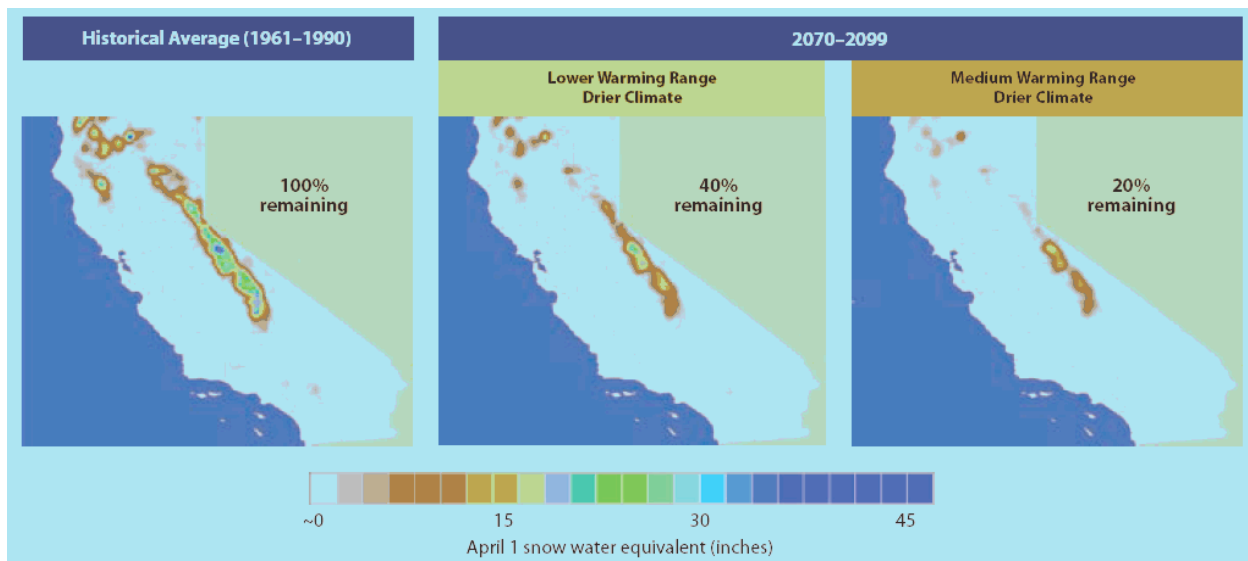 Historical Average (1961–1990)
2070–2099
Lower Warming Range
Drier Climate
Medium Warming Range
Drier Climate
100%
remaining
40%
remaining
20%
remaining
~0
15
30
45
April 1 snow water equivalent (inches)